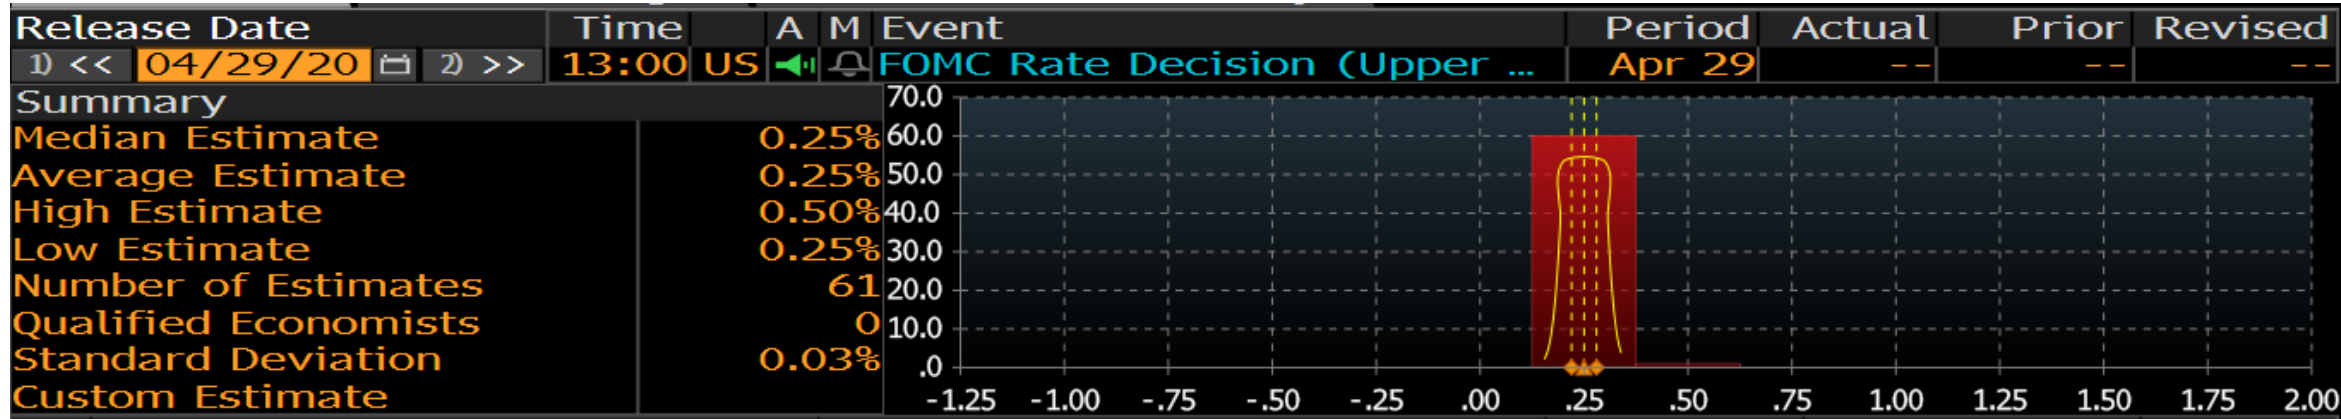 Release Date Time A M Event Period Actual Prior Revised
1) << 04/29/20 2) >> 13:00 US FOMC Rate Decision (Upper ... Apr 29 -- -- --
Summary
Median Estimate 0.25%
Average Estimate 0.25%
High Estimate 0.50%
Low Estimate 0.25%
Number of Estimates 61
Qualified Economists 0
Standard Deviation 0.03%
Custom Estimate
70.0
60.0
50.0
40.0
30.0
20.0
10.0
.0
-1.25 -1.00 -.75 -.50 -.25 .00 .25 .50 .75 1.00 1.25 1.50 1.75 2.00